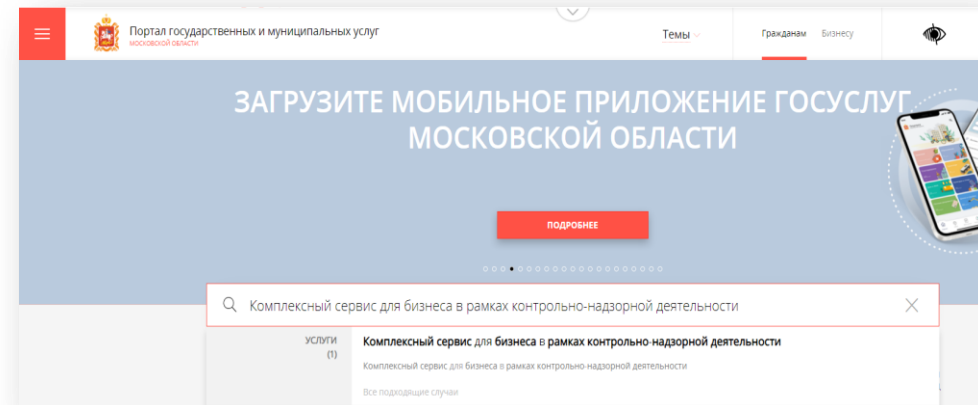 Портал государственных и муниципальных услуг
МОСКОВСКОЙ ОБЛАСТИ
Темы
Гражданам Бизнесу
ЗАГРУЗИТЕ МОБИЛЬНОЕ ПРИЛОЖЕНИЕ ГОСУСЛУГ
МОСКОВСКОЙ ОБЛАСТИ
ПОДРОБНЕЕ
Комплексный сервис для бизнеса в рамках контрольно-надзорной деятельности
УСЛУГИ
(1)
Комплексный сервис для бизнеса в рамках контрольно-надзорной деятельности
Комплексный сервис для бизнеса в рамках контрольно-надзорной деятельности
Все подходящие случаи